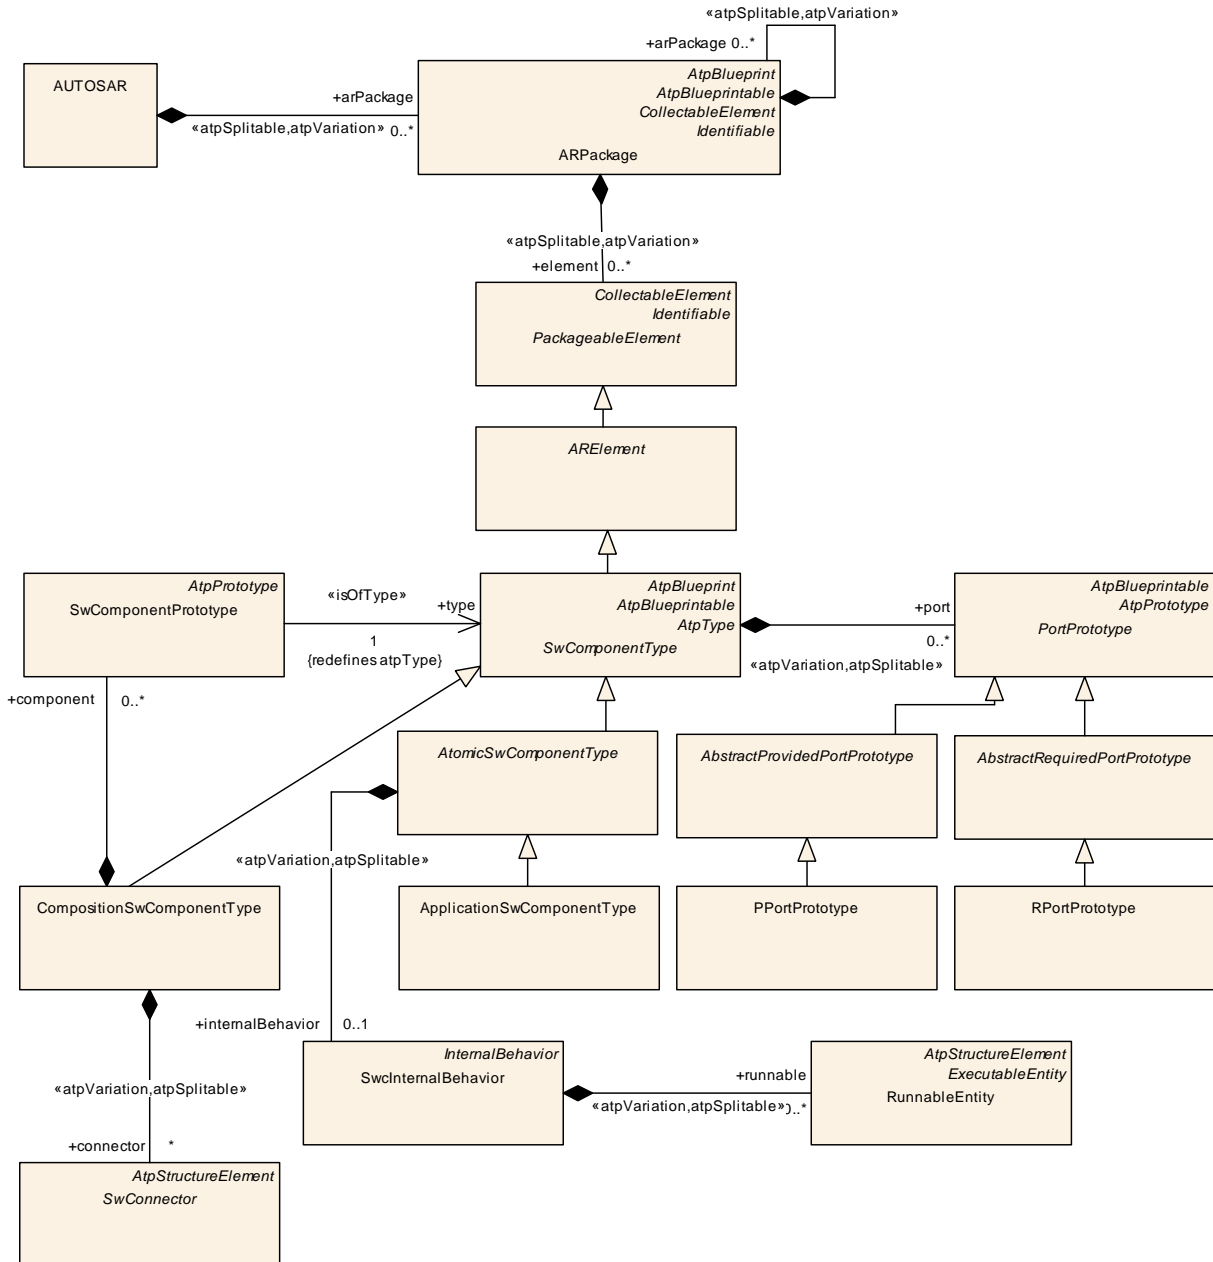 «atpSplitable,atpVariation»
+arPackage 0..*
AUTOSAR
+arPackage
«atpSplitable,atpVariation» 0..*
AtpBlueprint
AtpBlueprintable
CollectableElement
Identifiable
ARPackage
«atpSplitable,atpVariation»
+element 0..*
CollectableElement
Identifiable
PackageableElement
ARElement
AtpPrototype
SwComponentPrototype
«isOfType»
+type
1
{redefines atpType}
AtpBlueprint
AtpBlueprintable
AtpType
SwComponentType
+port
0..*
«atpVariation,atpSplitable»
AtpBlueprintable
AtpPrototype
PortPrototype
+component 0..*
AtomicSwComponentType
AbstractProvidedPortPrototype
AbstractRequiredPortPrototype
«atpVariation,atpSplitable»
CompositionSwComponentType
ApplicationSwComponentType
PPortPrototype
RPortPrototype
+internalBehavior 0..1
InternalBehavior
SwcInternalBehavior
+runnable
«atpVariation,atpSplitable» 0..*
AtpStructureElement
ExecutableEntity
RunnableEntity
«atpVariation,atpSplitable»
+connector *
AtpStructureElement
SwConnector